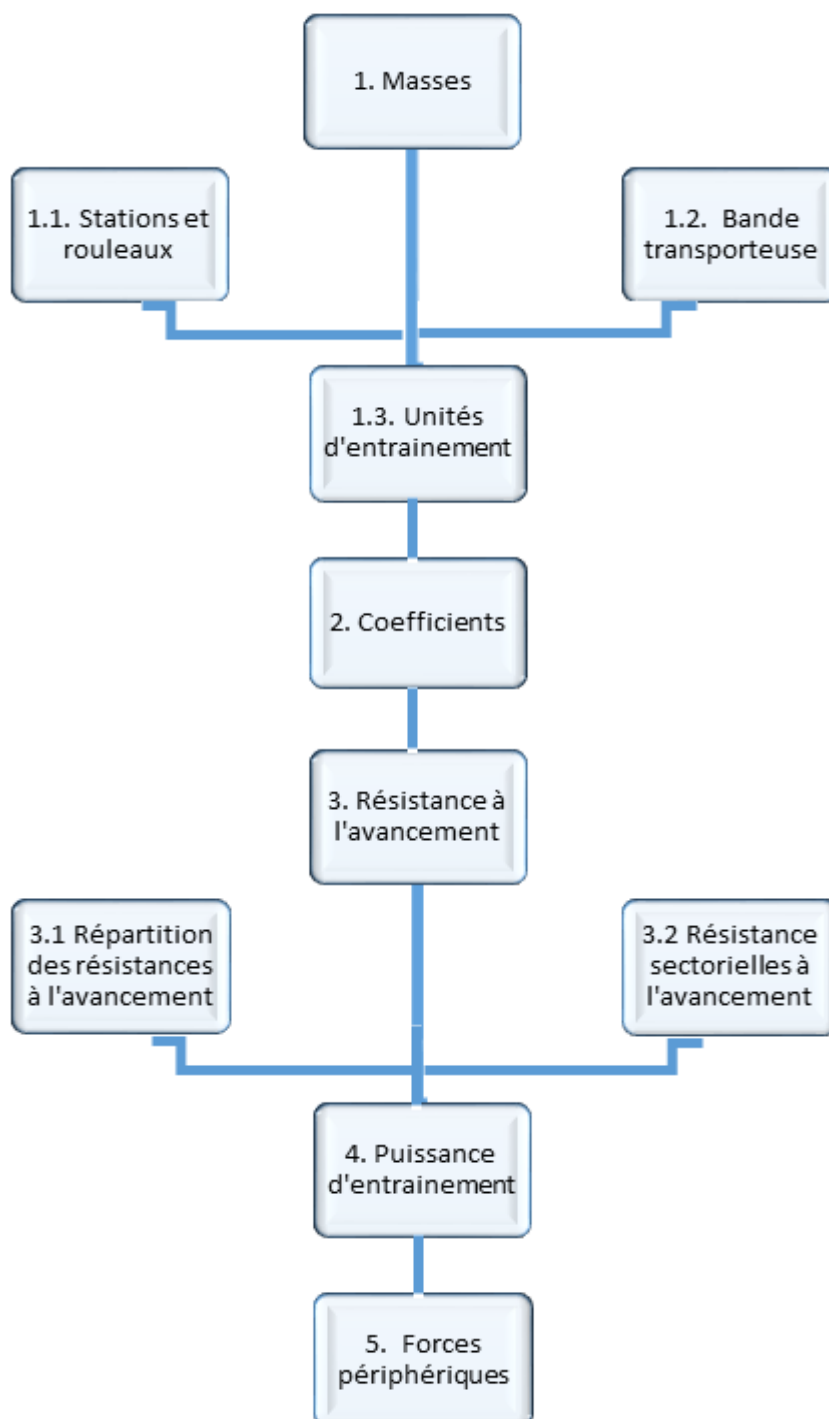 1. Masses
1.1. Stations et
rouleaux
1.2. Bande
transporteuse
1.3. Unités
d'entrainement
2. Coefficients
3. Résistance à
l'avancement
3.1 Répartition
des résistances
à l'avancement
3.2 Résistance
sectorielles à
l'avancement
4. Puissance
d'entrainement
5. Forces
périphériques